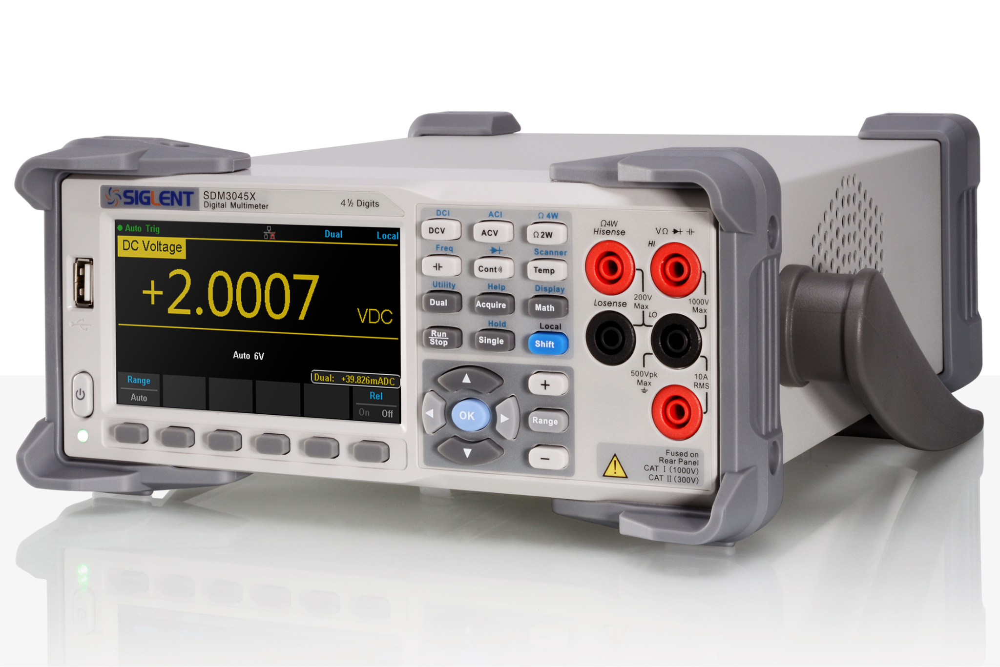 SIGLENT
SDM3045X
Digital Multimeter
4 ½ Digits
Auto Trig
Dual
Local
DC Voltage
+2.0007
VDC
Auto 6V
Dual: +39.826mADC
Range
Auto
Rel
On Off
DCI
ACI
Ω 4W
DCV
ACV
Ω 2W
Freq
Scanner
Cont
Temp
Utility
Help
Display
Dual
Acquire
Math
Hold
Local
Run
Stop
Single
Shift
OK
+
Range
−
Ω4W
Hisense
VΩ
HI
200V
Max
1000V
Max
Losense
LO
500Vpk
Max
10A
RMS
Fused on
Rear Panel
CAT I (1000V)
CAT II (300V)